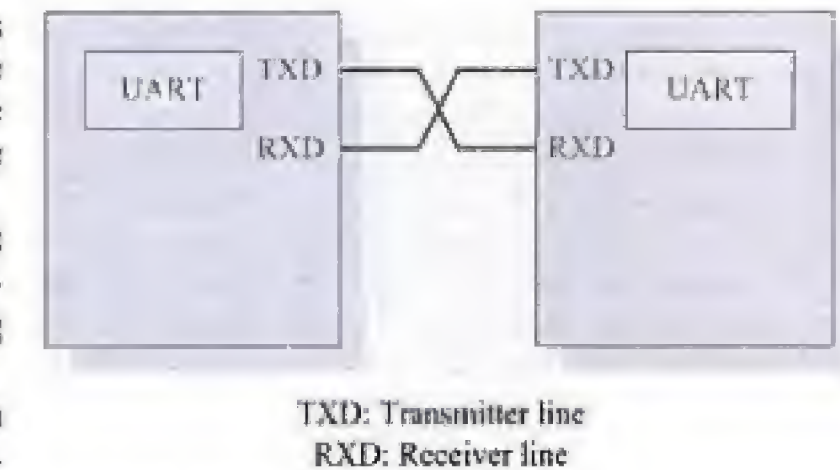 UART TXD TXD UART
RXD RXD
TXD: Transmitter line
RXD: Receiver line